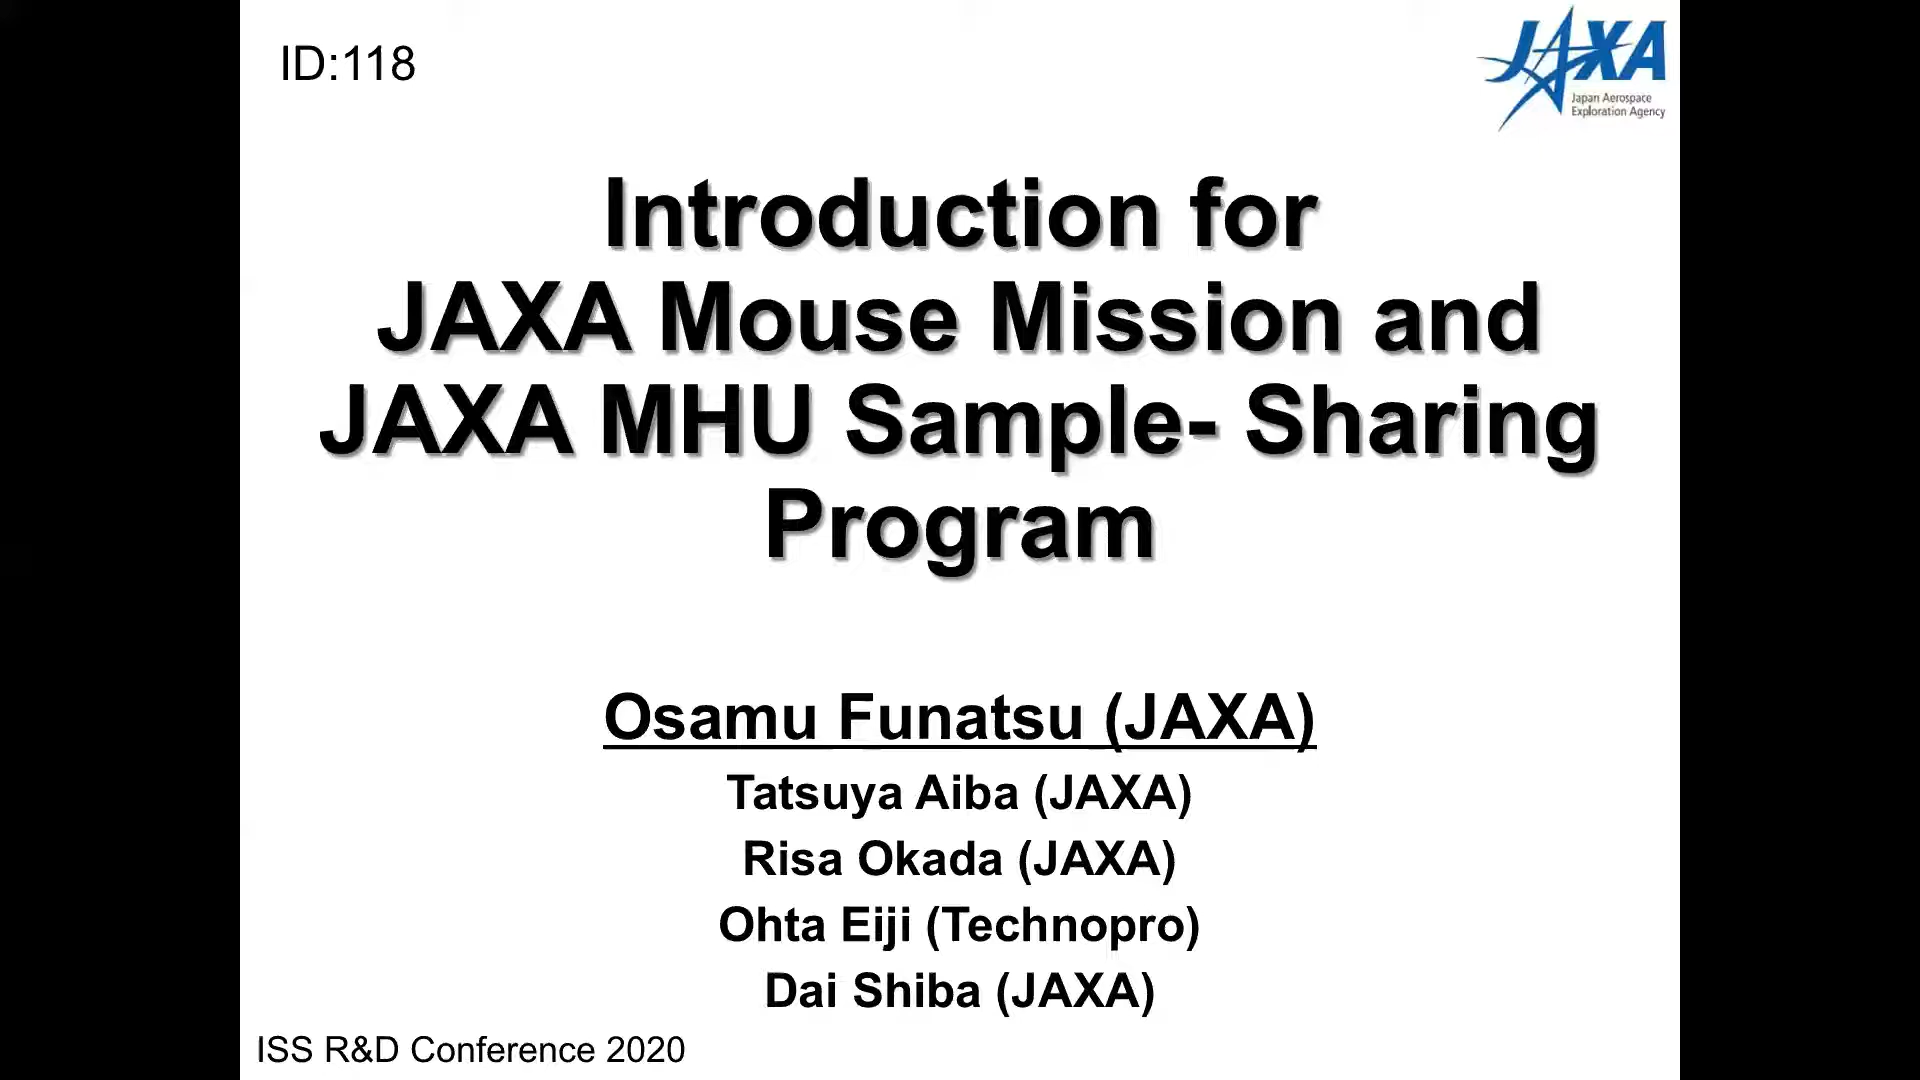 ID:118
JAXA
Japan Aerospace
Exploration Agency
Introduction for
JAXA Mouse Mission and
JAXA MHU Sample- Sharing
Program
Osamu Funatsu (JAXA)
Tatsuya Aiba (JAXA)
Risa Okada (JAXA)
Ohta Eiji (Technopro)
Dai Shiba (JAXA)
ISS R&D Conference 2020